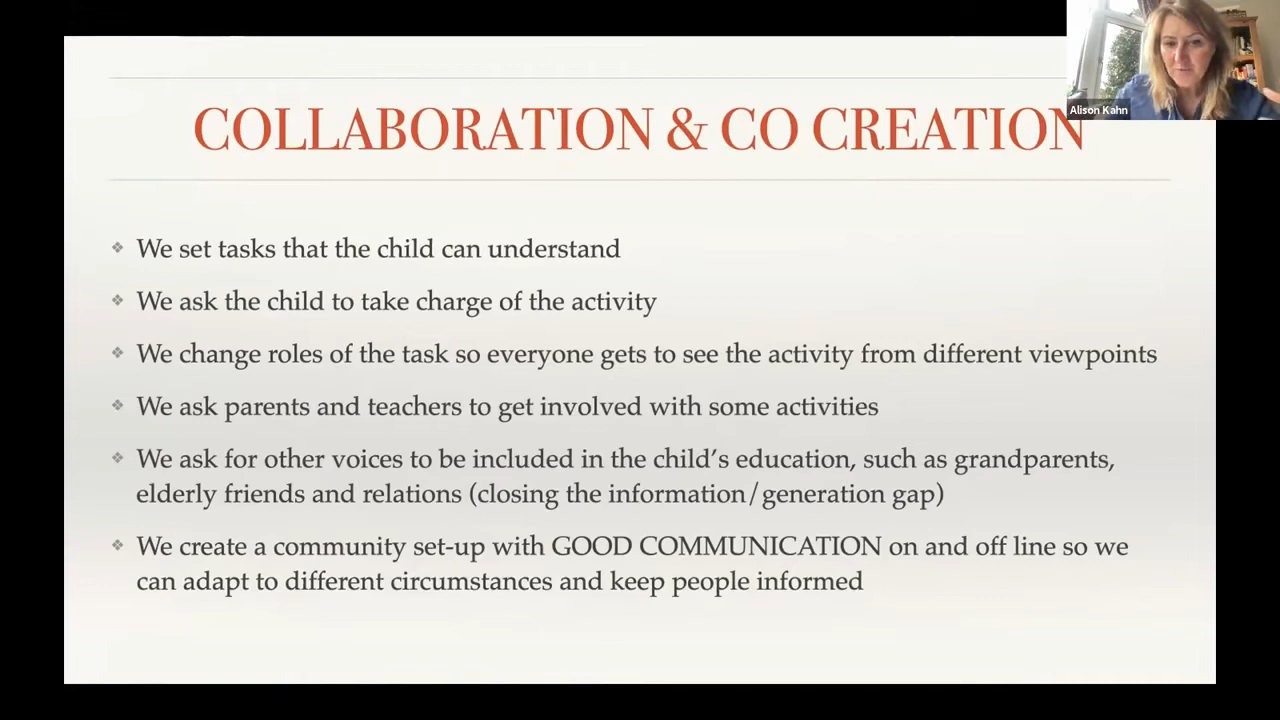 Alison Kahn
COLLABORATION & CO CREATION
❖ We set tasks that the child can understand
❖ We ask the child to take charge of the activity
❖ We change roles of the task so everyone gets to see the activity from different viewpoints
❖ We ask parents and teachers to get involved with some activities
❖ We ask for other voices to be included in the child’s education, such as grandparents,
elderly friends and relations (closing the information/generation gap)
❖ We create a community set-up with GOOD COMMUNICATION on and off line so we
can adapt to different circumstances and keep people informed